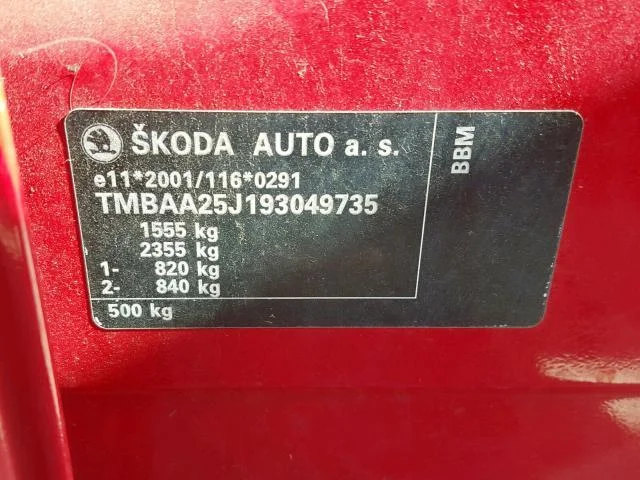 ŠKODA AUTO a. s.
e11*2001/116*0291
TMBAA25J193049735
1555 kg
2355 kg
1- 820 kg
2- 840 kg
500 kg
BBM